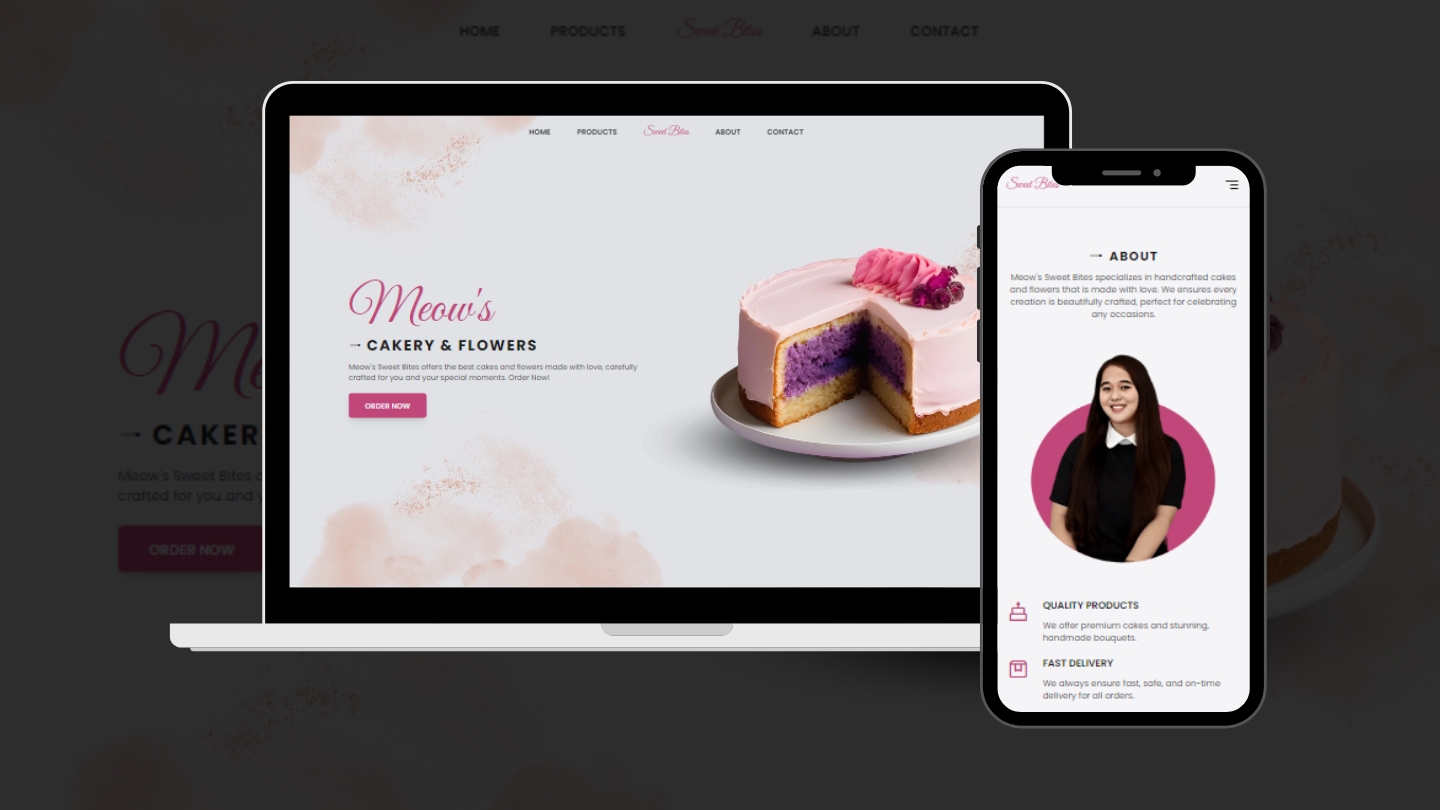 HOME PRODUCTS Sweet Bites ABOUT CONTACT
HOME PRODUCTS Sweet Bites ABOUT CONTACT
Meow's
CAKERY & FLOWERS
Meow's Sweet Bites offers the best cakes and flowers made with love, carefully
crafted for you and your special moments. Order Now!
ORDER NOW
Sweet Bites
ABOUT
Meow's Sweet Bites specializes in handcrafted cakes
and flowers that is made with love. We ensures every
creation is beautifully crafted, perfect for celebrating
any occasions.
QUALITY PRODUCTS
We offer premium cakes and stunning,
handmade bouquets.
FAST DELIVERY
We always ensure fast, safe, and on-time
delivery for all orders.
Me
CAKER
Meow's Sweet Bites
crafted for you and
ORDER NOW